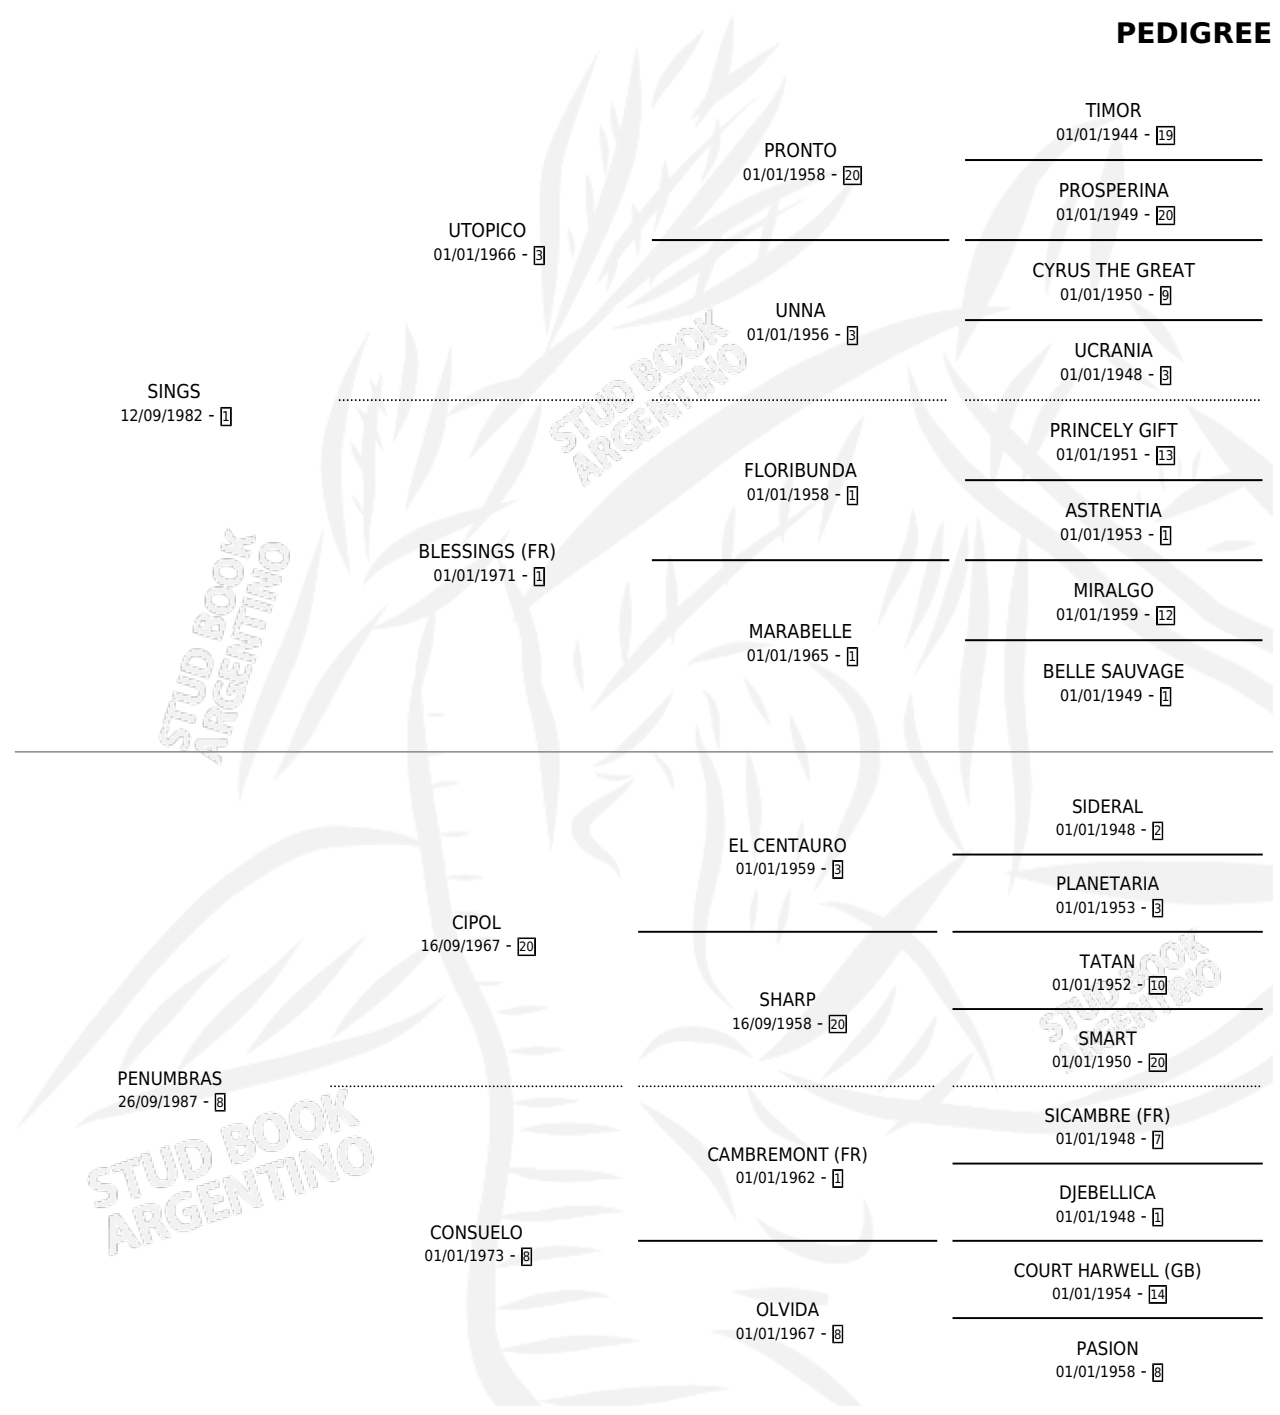 PEDIGREE
TIMOR
01/01/1944 - 19
PRONTO
01/01/1958 - 20
PROSPERINA
01/01/1949 - 20
UTOPICO
01/01/1966 - 3
CYRUS THE GREAT
01/01/1950 - 9
UNNA
01/01/1956 - 3
UCRANIA
01/01/1948 - 3
SINGS
12/09/1982 - 1
PRINCELY GIFT
01/01/1951 - 13
FLORIBUNDA
01/01/1958 - 1
ASTRENTIA
01/01/1953 - 1
BLESSINGS (FR)
01/01/1971 - 1
MIRALGO
01/01/1959 - 12
MARABELLE
01/01/1965 - 1
BELLE SAUVAGE
01/01/1949 - 1
SIDERAL
01/01/1948 - 2
EL CENTAURO
01/01/1959 - 3
PLANETARIA
01/01/1953 - 3
CIPOL
16/09/1967 - 20
TATAN
01/01/1952 - 10
SHARP
16/09/1958 - 20
SMART
01/01/1950 - 20
PENUMBRAS
26/09/1987 - 8
SICAMBRE (FR)
01/01/1948 - 7
CAMBREMONT (FR)
01/01/1962 - 1
DJEBELLICA
01/01/1948 - 1
CONSUELO
01/01/1973 - 8
COURT HARWELL (GB)
01/01/1954 - 14
OLVIDA
01/01/1967 - 8
PASION
01/01/1958 - 8
STUD BOOK
ARGENTINO
STUD BOOK
ARGENTINO
STUD BOOK
ARGENTINO
STUD BOOK
ARGENTINO